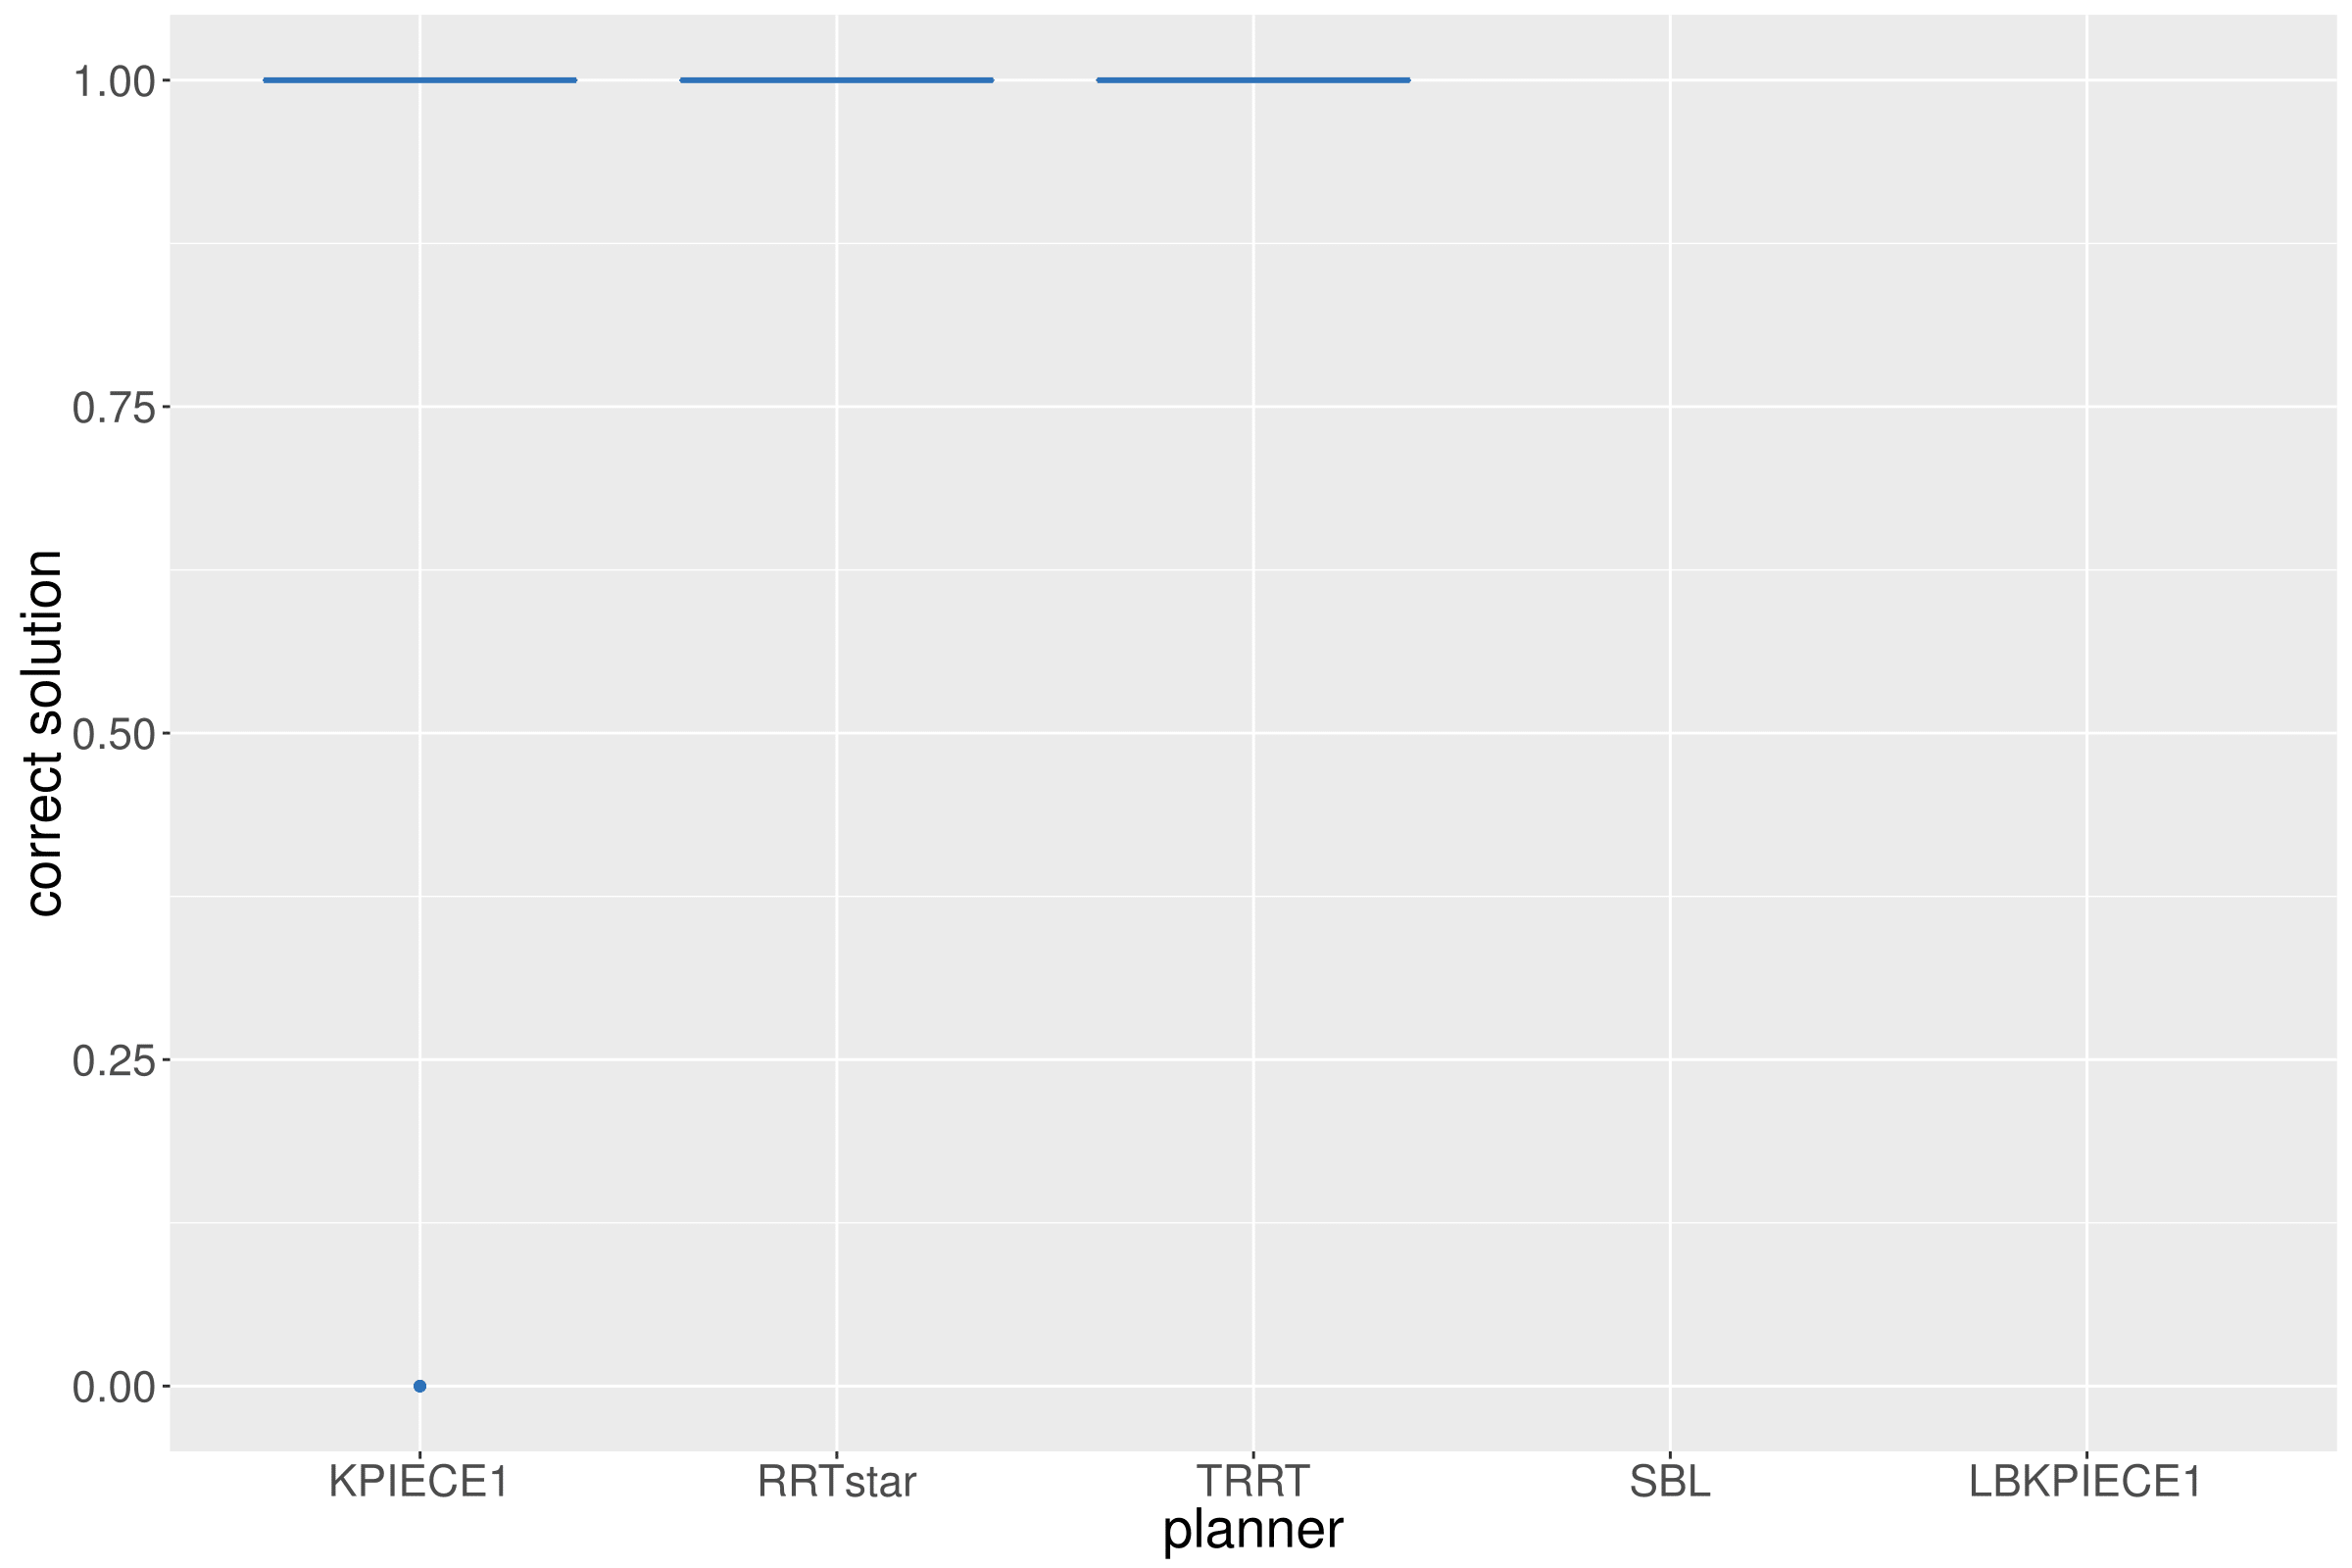 correct solution
1.00
0.75
0.50
0.25
0.00
KPIECE1 RRTstar TRRT SBL LBKPIECE1
planner